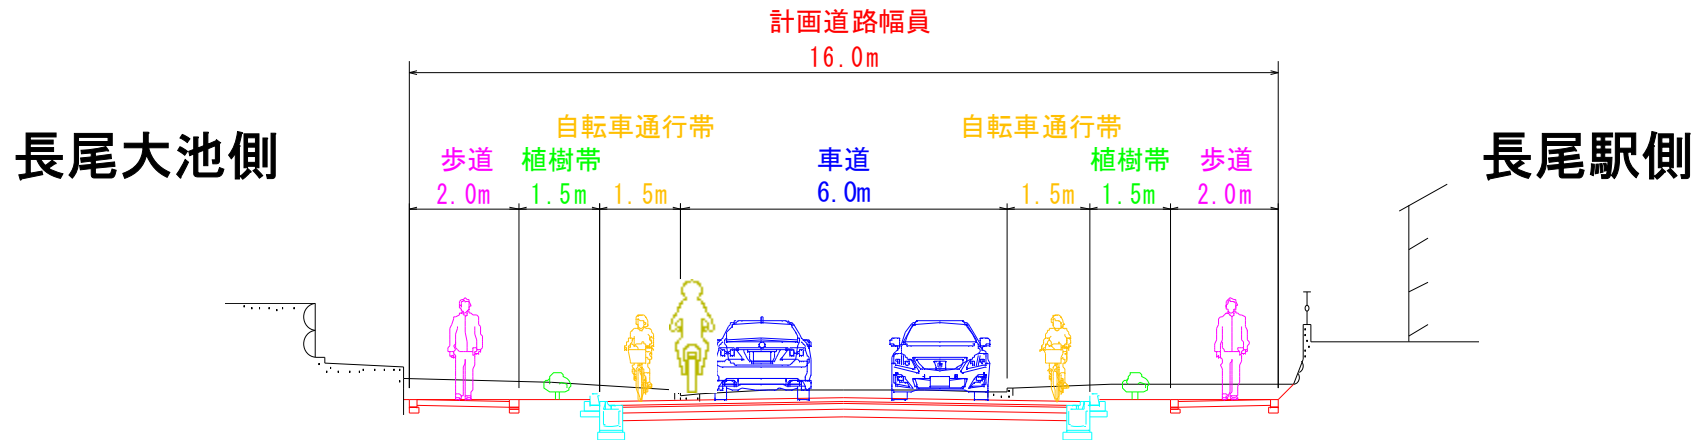 計画道路幅員
16.0m
自転車通行帯 自転車通行帯
長尾大池側 歩道 植樹帯 車道 植樹帯 歩道 長尾駅側
2.0m 1.5m 1.5m 6.0m 1.5m 1.5m 2.0m